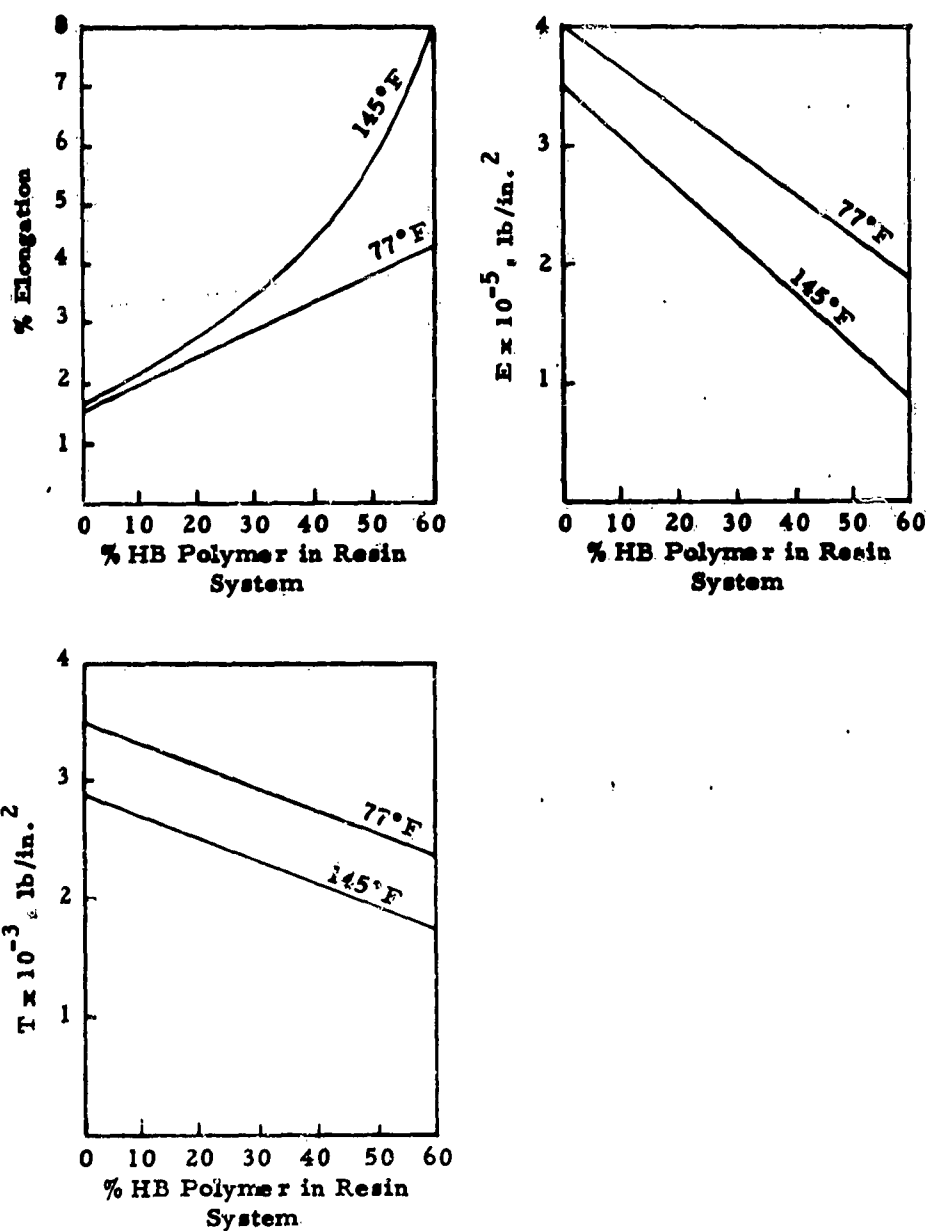 % Elongation
8
7
6
5
4
3
2
1
145°F
77°F
0 10 20 30 40 50 60
% HB Polymer in Resin
System
E x 10⁻⁵, lb/in.²
4
3
2
1
77°F
145°F
0 10 20 30 40 50 60
% HB Polymer in Resin
System
T x 10⁻³, lb/in.²
4
3
2
1
77°F
145°F
0 10 20 30 40 50 60
% HB Polymer in Resin
System